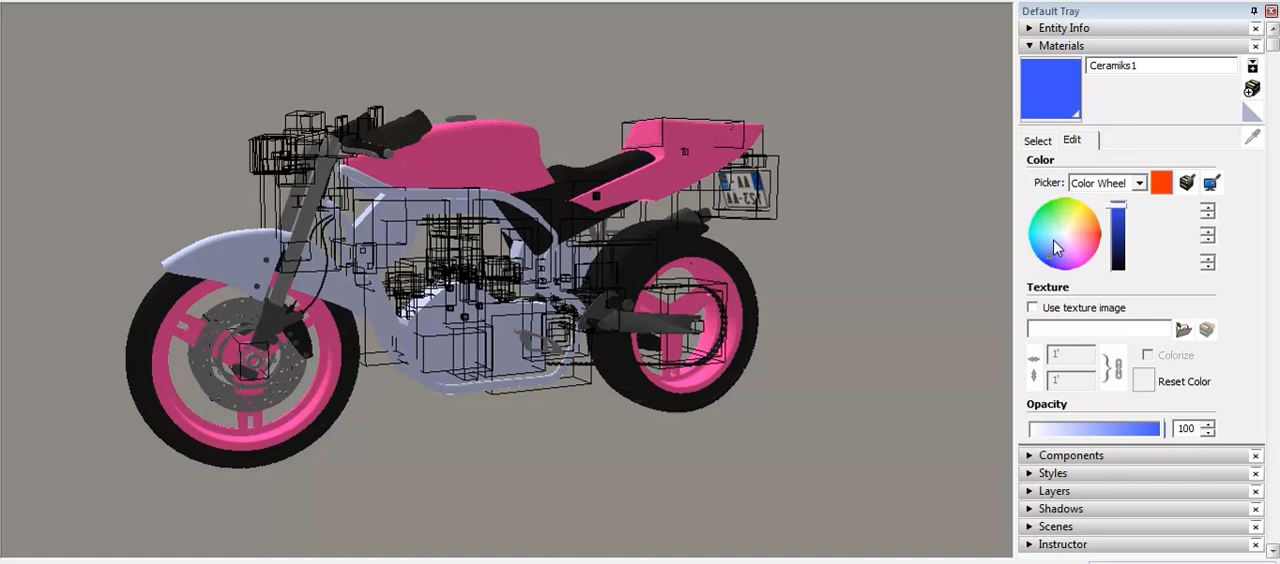 Default Tray
Entity Info
Materials
Ceramiks1
Select
Edit
Color
Picker: Color Wheel
Texture
Use texture image
1'
Colorize
1'
Reset Color
Opacity
100
Components
Styles
Layers
Shadows
Scenes
Instructor